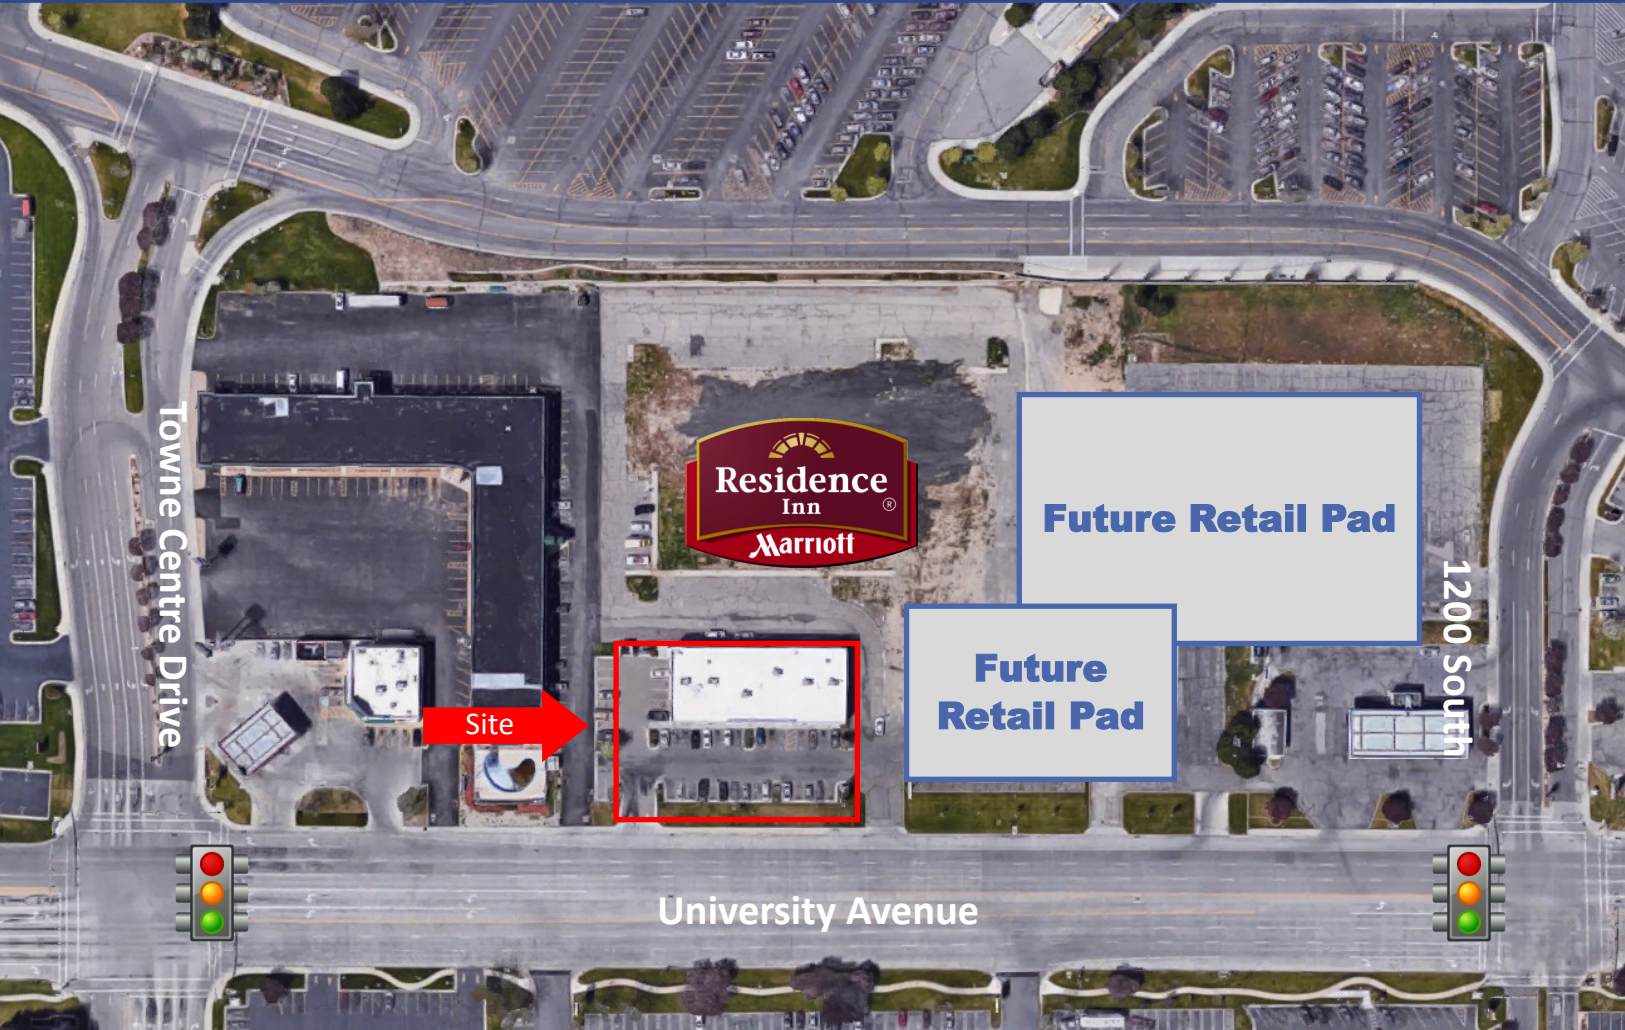 Towne Centre Drive
Residence
Inn
®
Marriott
Future Retail Pad
1200 South
Future
Retail Pad
Site
University Avenue